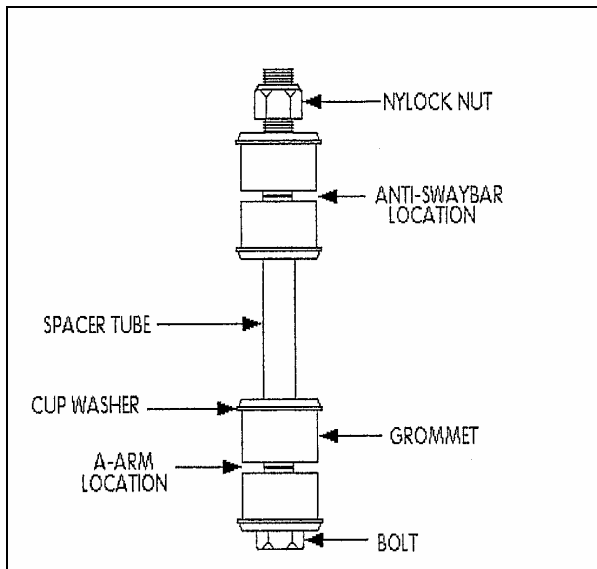 NYLOCK NUT
ANTI-SWAYBAR
LOCATION
SPACER TUBE
CUP WASHER
GROMMET
A-ARM
LOCATION
BOLT